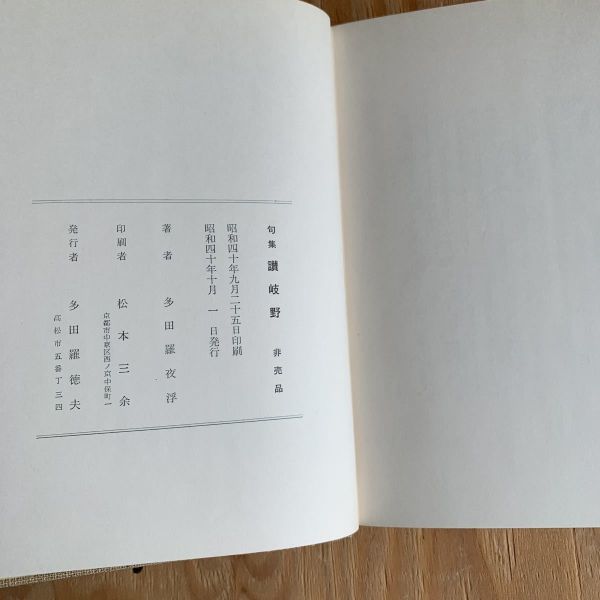 句集 讃岐野 非売品
昭和四十年九月二十五日印刷
昭和四十年十月一日発行
著者 多田羅夜浮
印刷者 松本三余
京都市中京区西ノ京中保町一
発行者 多田羅徳夫
高松市五番丁三四